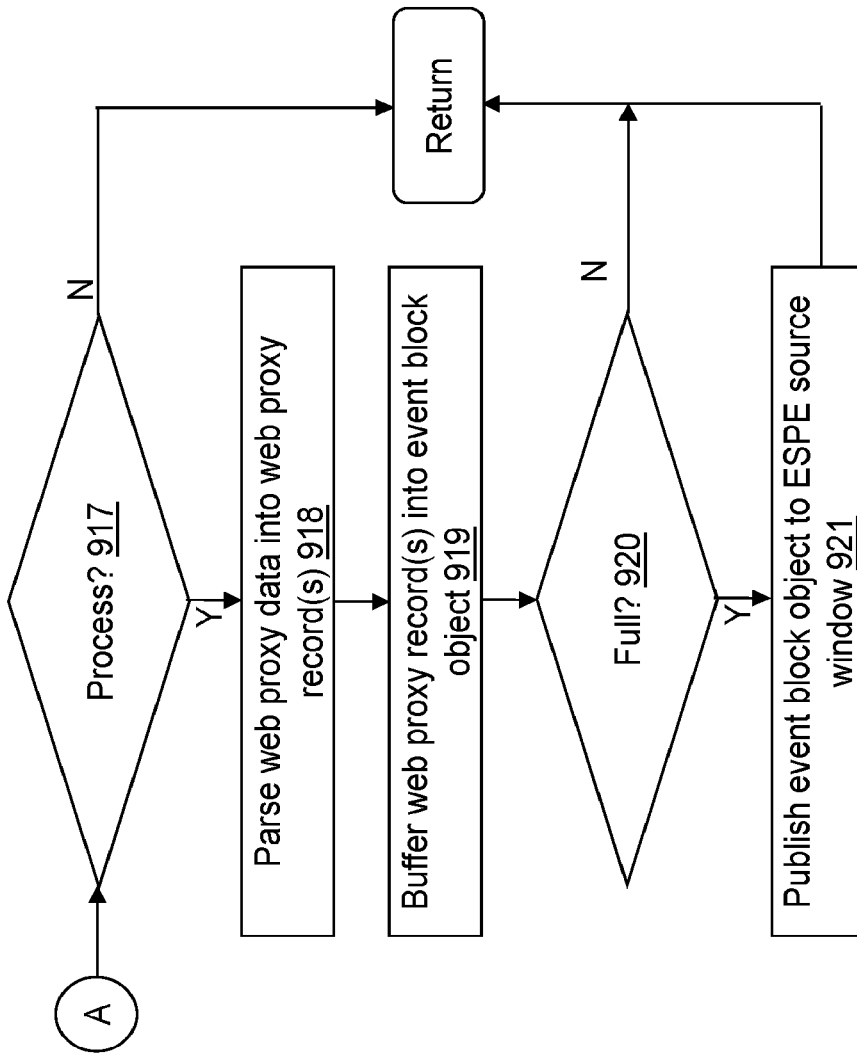 A
Process? 917
N
Y
Parse web proxy data into web proxy
record(s) 918
Buffer web proxy record(s) into event block
object 919
Full? 920
N
Y
Publish event block object to ESPE source
window 921
Return